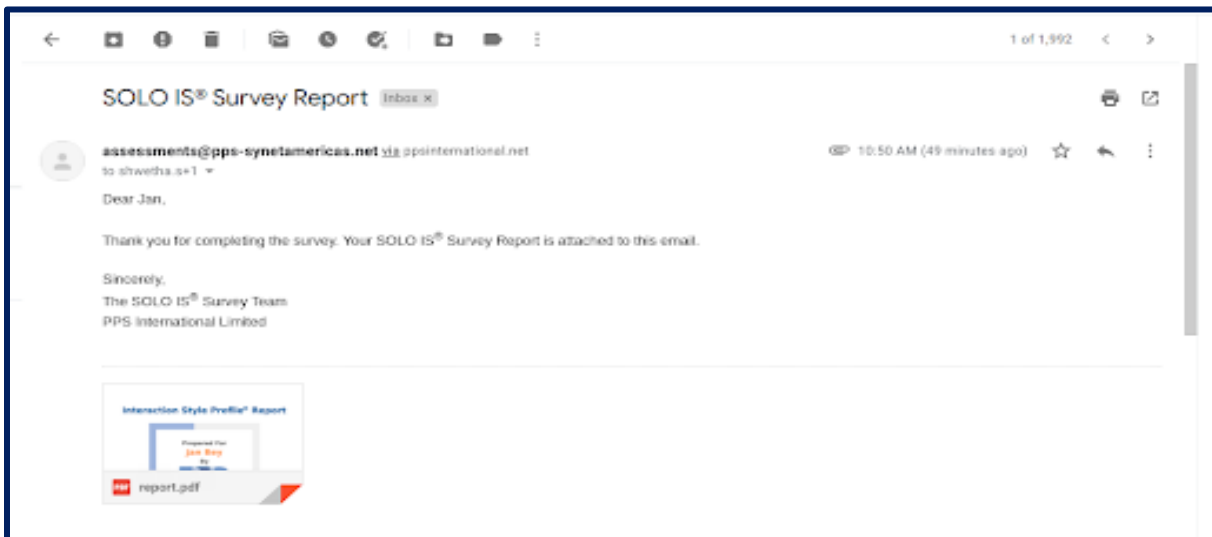 1 of 1,992
SOLO IS® Survey Report Inbox ×
assessments@pps-synetamericas.net via ppsinternational.net
10:50 AM (49 minutes ago)
to shwetha.s+1
Dear Jan,
Thank you for completing the survey. Your SOLO IS® Survey Report is attached to this email.
Sincerely,
The SOLO IS® Survey Team
PPS International Limited
Interaction Style Profile® Report
Prepared For
Jan Bey
By
PDF report.pdf